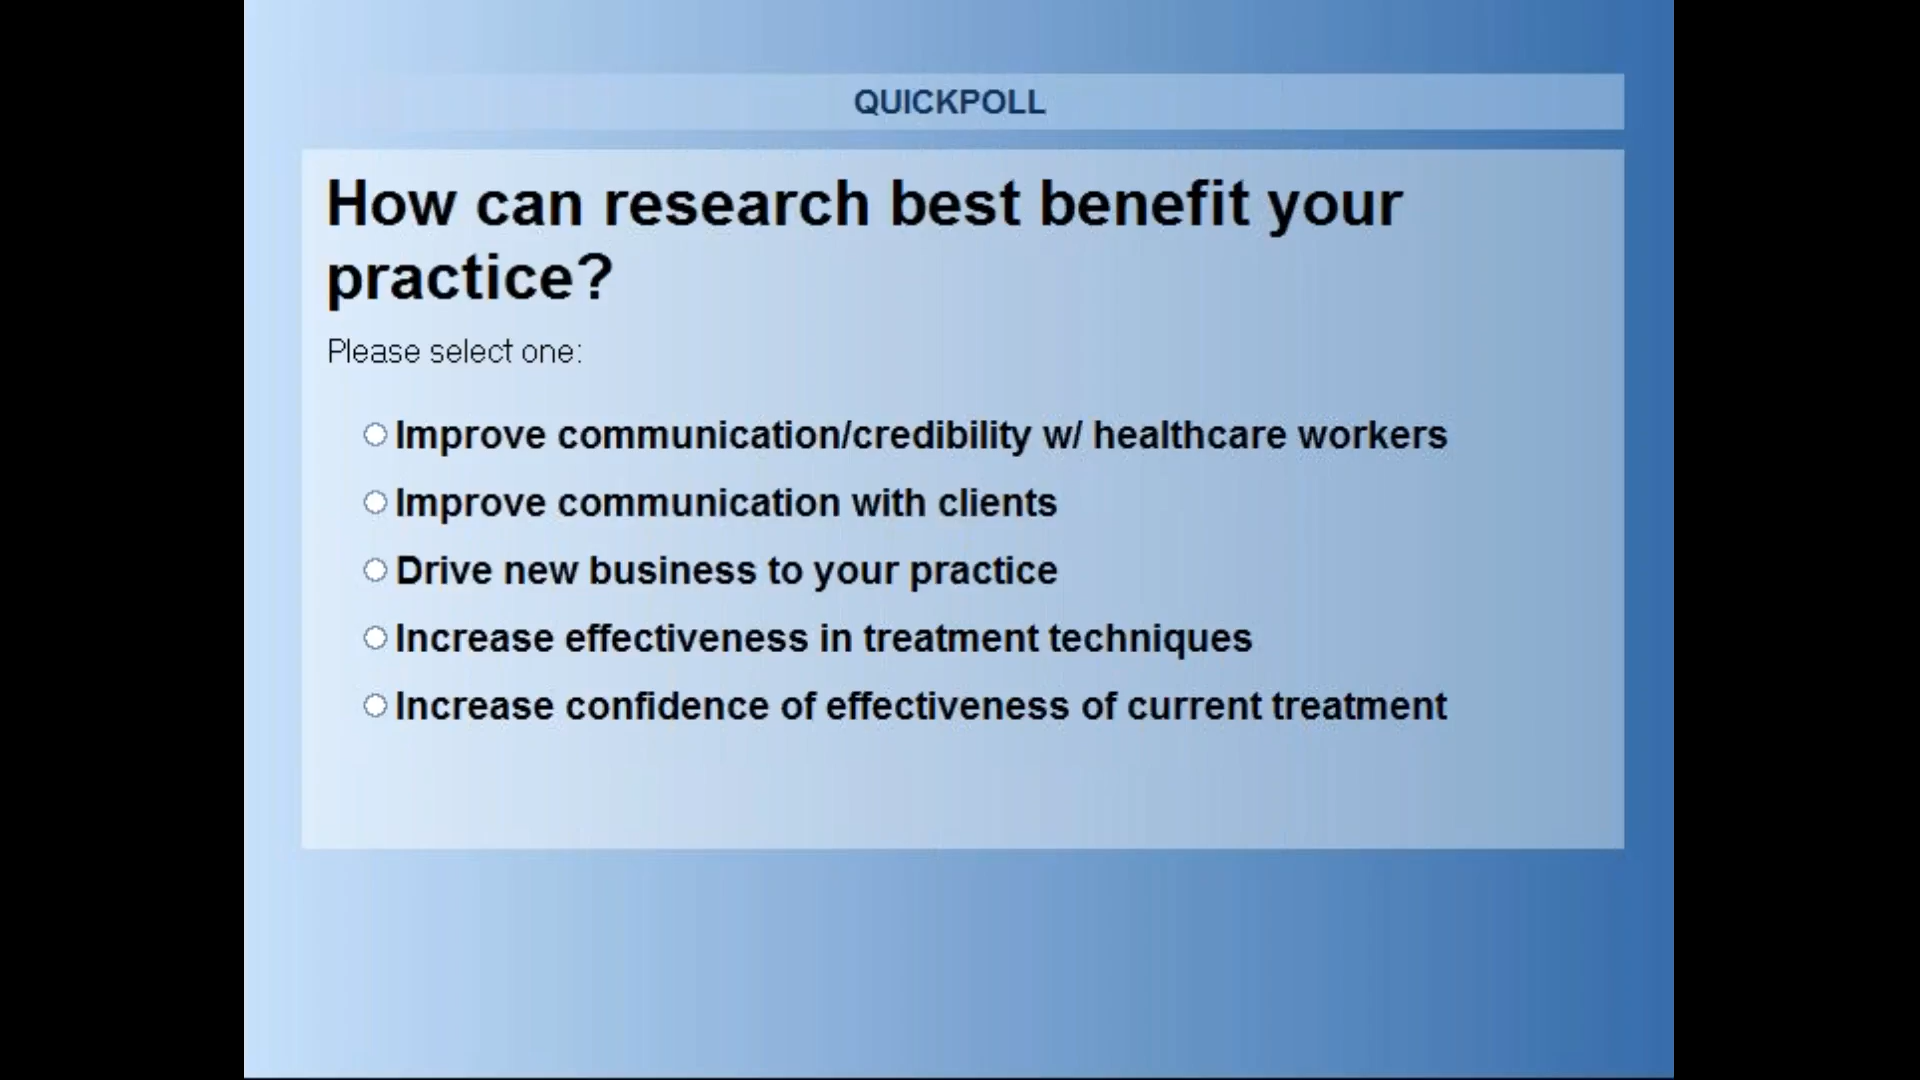 QUICKPOLL
How can research best benefit your
practice?
Please select one:
Improve communication/credibility w/ healthcare workers
Improve communication with clients
Drive new business to your practice
Increase effectiveness in treatment techniques
Increase confidence of effectiveness of current treatment